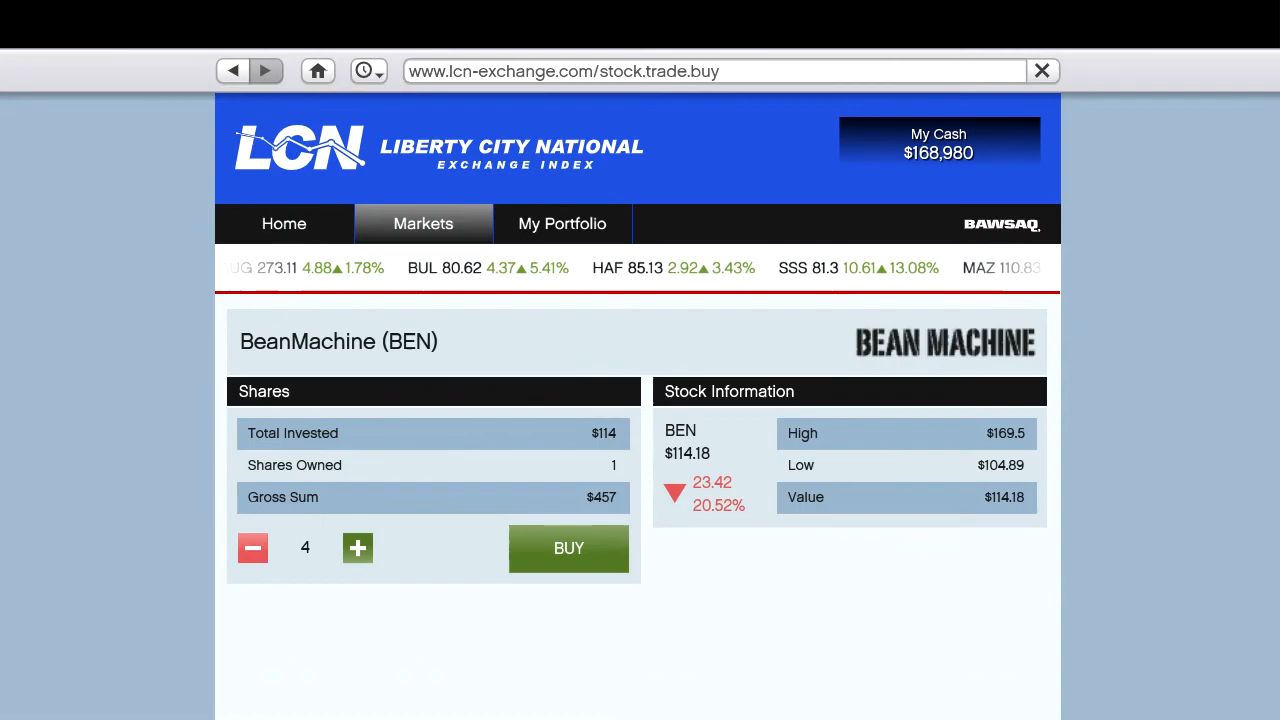 www.lcn-exchange.com/stock.trade.buy
LCN LIBERTY CITY NATIONAL
EXCHANGE INDEX
My Cash
$168,980
Home Markets My Portfolio BAWSAQ
UG 273.11 4.88▲1.78% BUL 80.62 4.37▲5.41% HAF 85.13 2.92▲3.43% SSS 81.3 10.61▲13.08% MAZ 110.83
BeanMachine (BEN) BEAN MACHINE
Shares
Total Invested $114
Shares Owned 1
Gross Sum $457
4 BUY
Stock Information
BEN
$114.18
23.42
20.52%
High $169.5
Low $104.89
Value $114.18